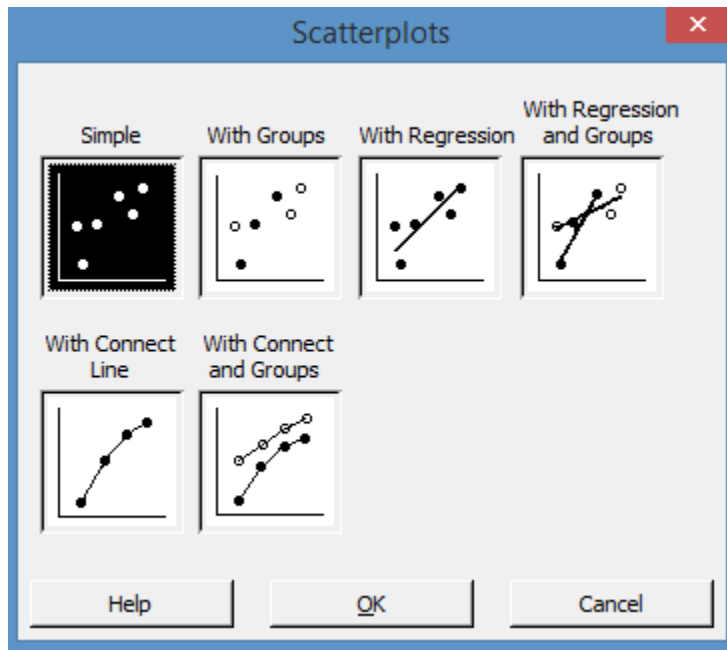 Scatterplots
Simple
With Groups
With Regression
With Regression
and Groups
With Connect
Line
With Connect
and Groups
Help
OK
Cancel